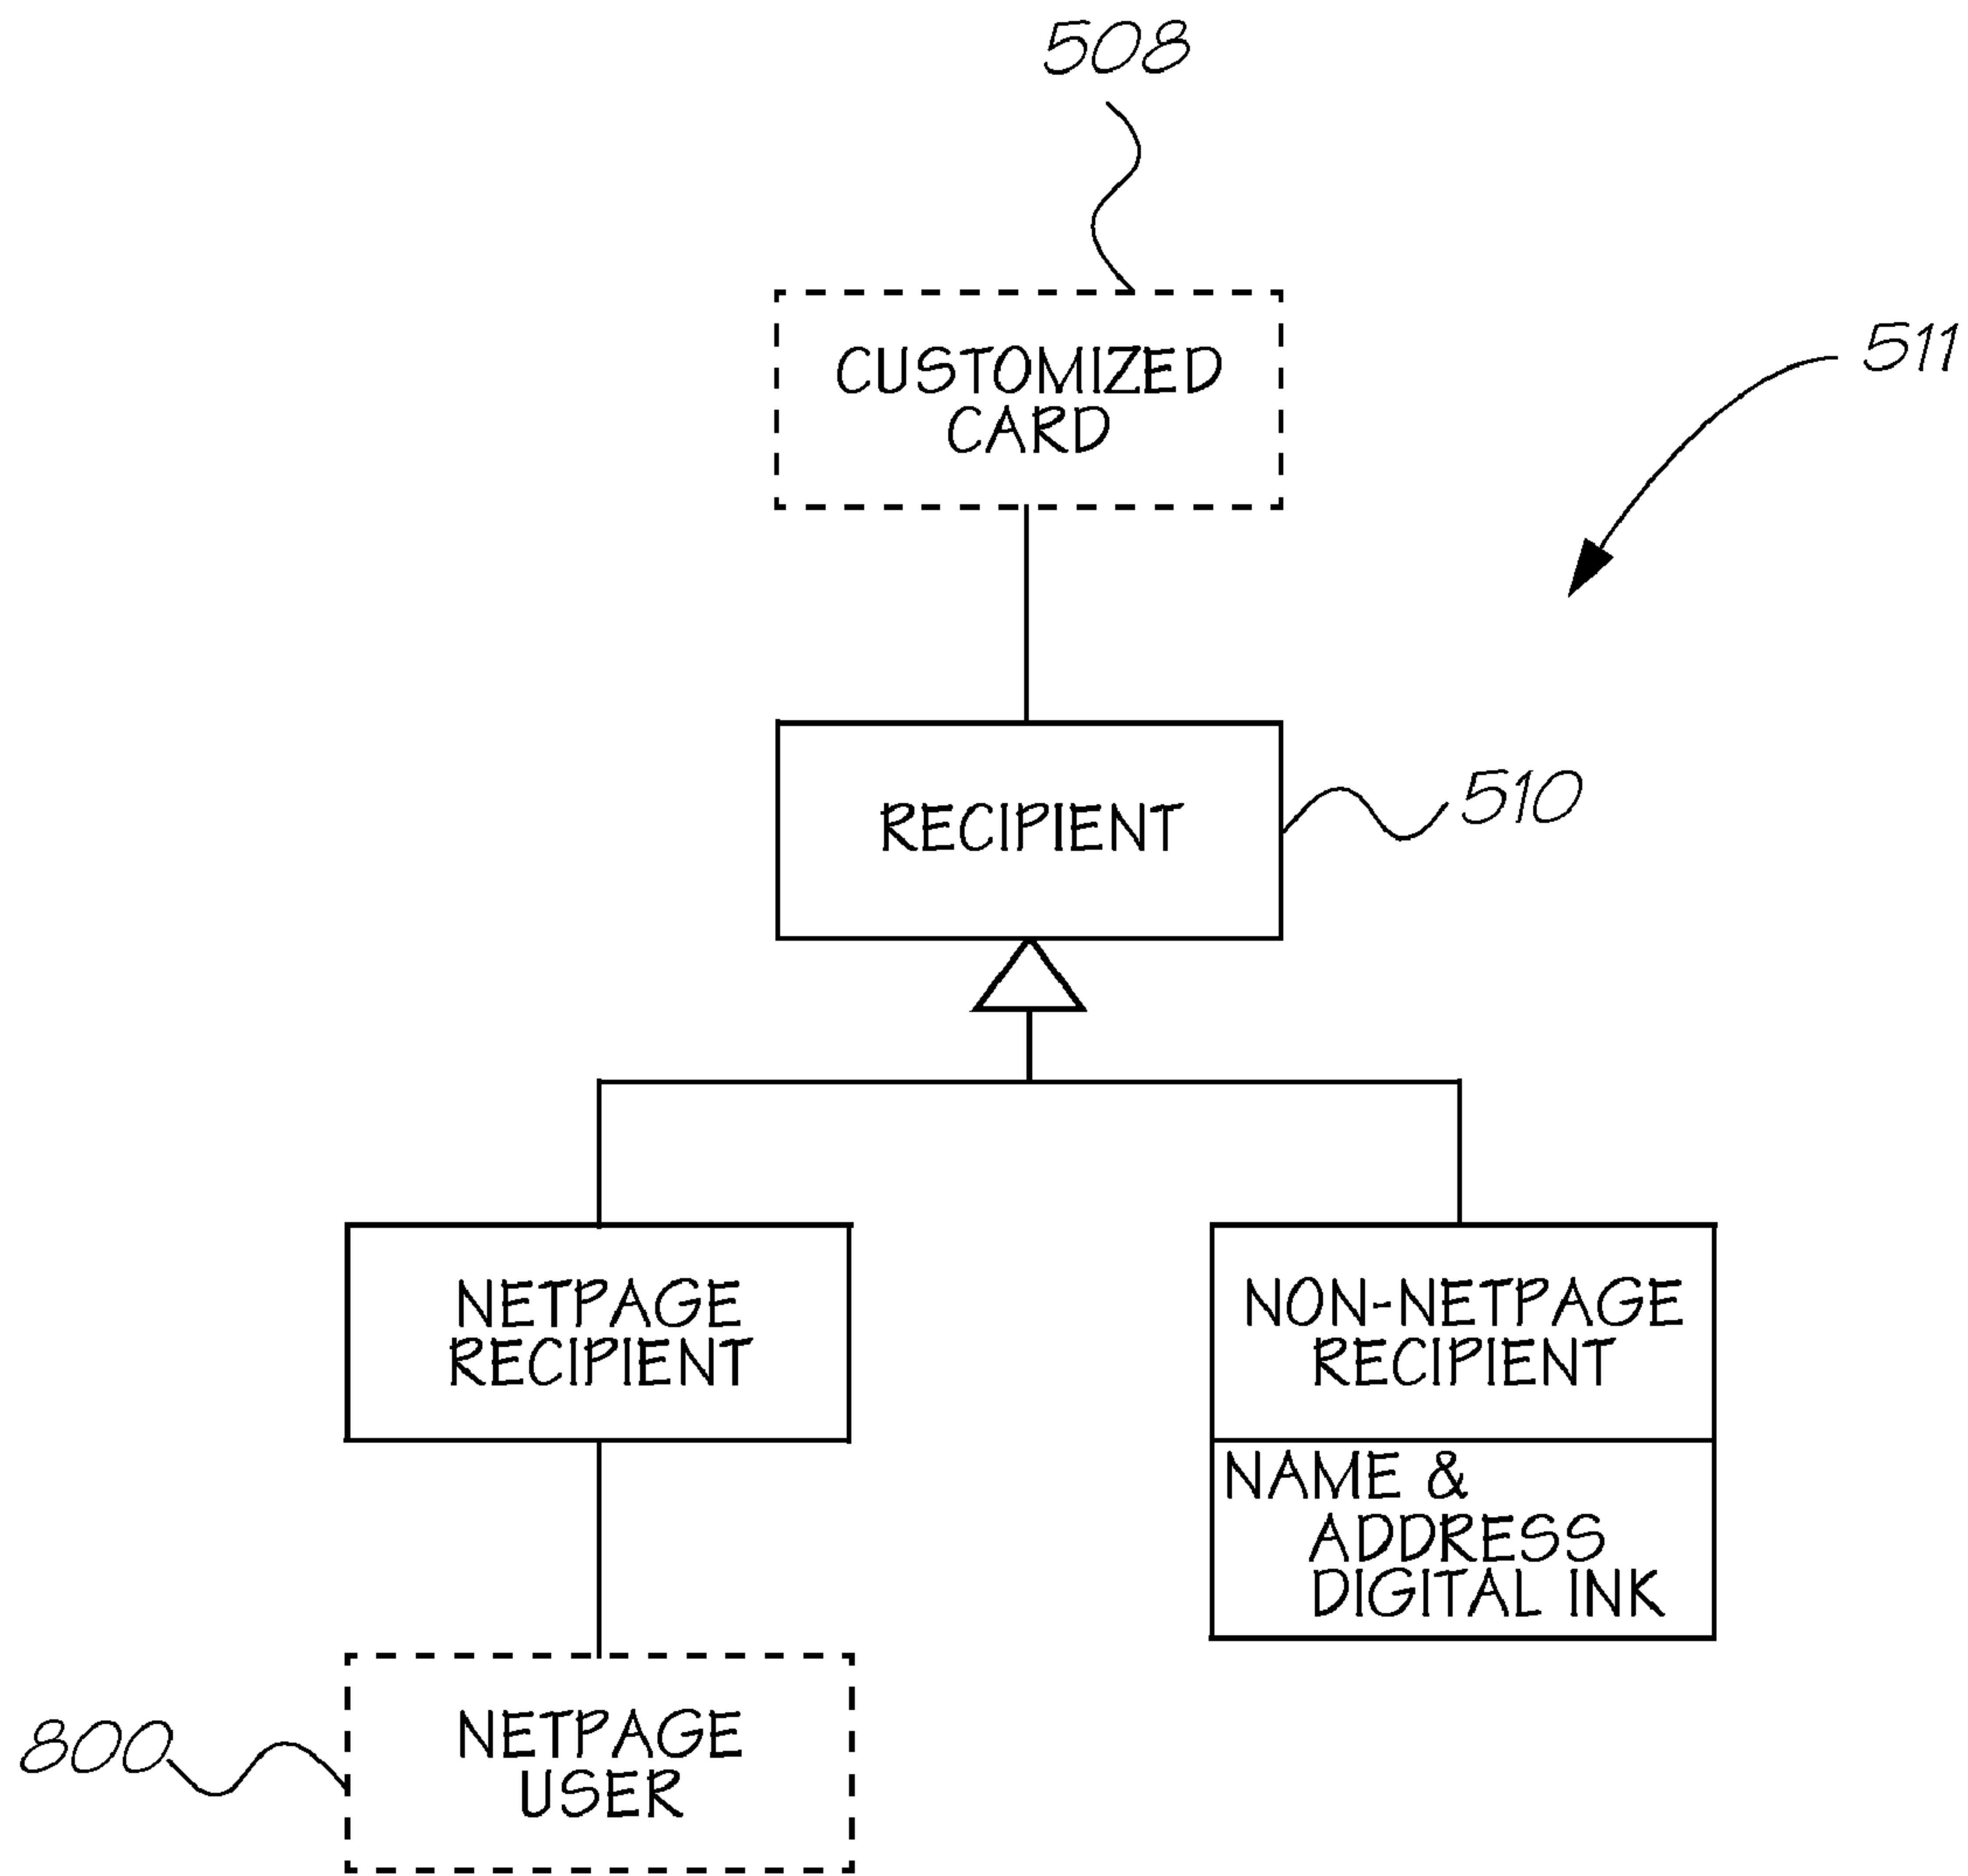 508
CUSTOMIZED
CARD
511
RECIPIENT
510
NETPAGE
RECIPIENT
NON-NETPAGE
RECIPIENT
NAME &
ADDRESS
DIGITAL INK
800
NETPAGE
USER